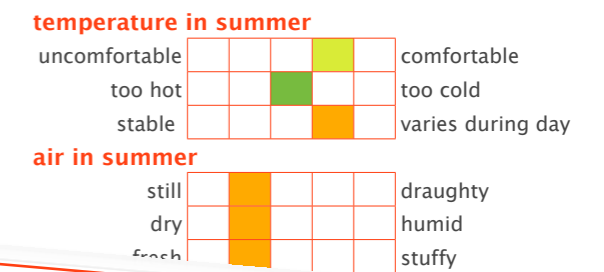 temperature in summer
uncomfortable comfortable
too hot too cold
stable varies during day
air in summer
still draughty
dry humid
fresh stuffy